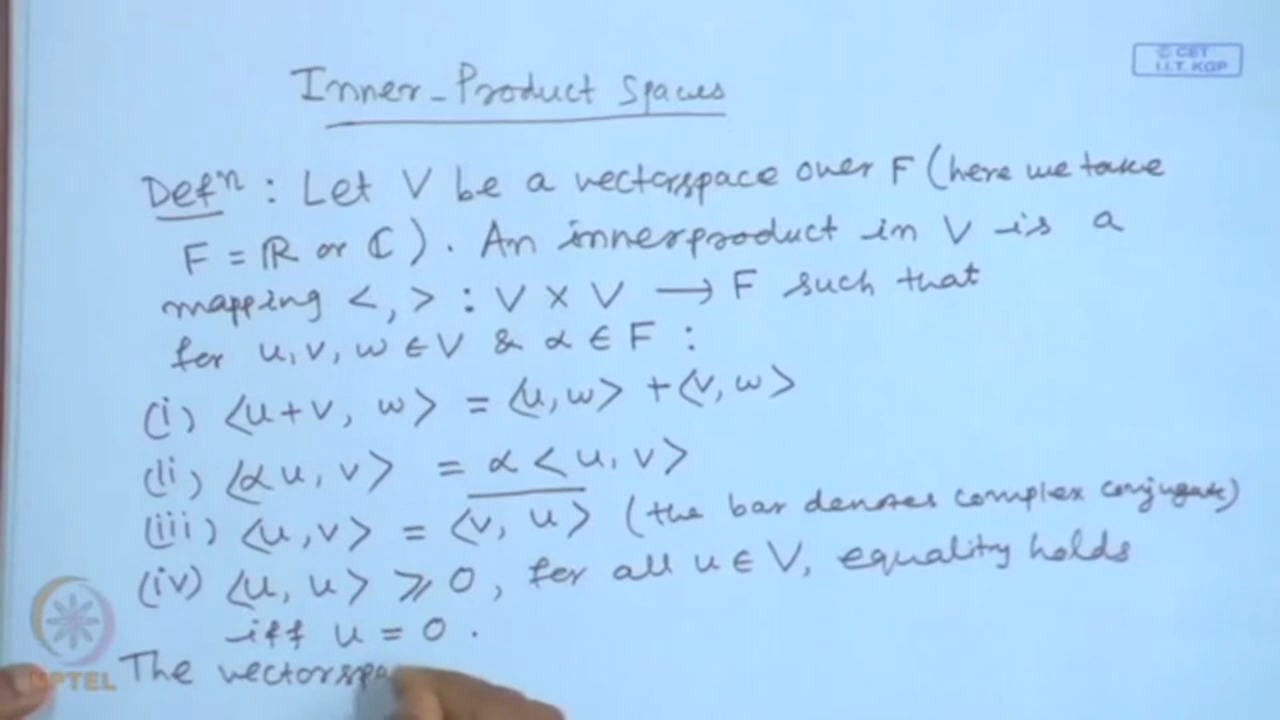 © CET
I.I.T. KGP
Inner-Product Spaces
Defⁿ : Let V be a vectorspace over F (here we take
F = ℝ or ℂ). An innerproduct in V is a
mapping <,> : V × V → F such that
for u, v, w ∈ V & α ∈ F :
(i) <u+v, w> = <u,w> + <v,w>
(ii) <αu, v> = α <u, v>
(iii) <u,v> = \overline{<v, u>} (the bar denotes complex conjugate)
(iv) <u, u> ⩾ 0, for all u ∈ V, equality holds
iff u = 0 .
NPTEL
The vectorspa